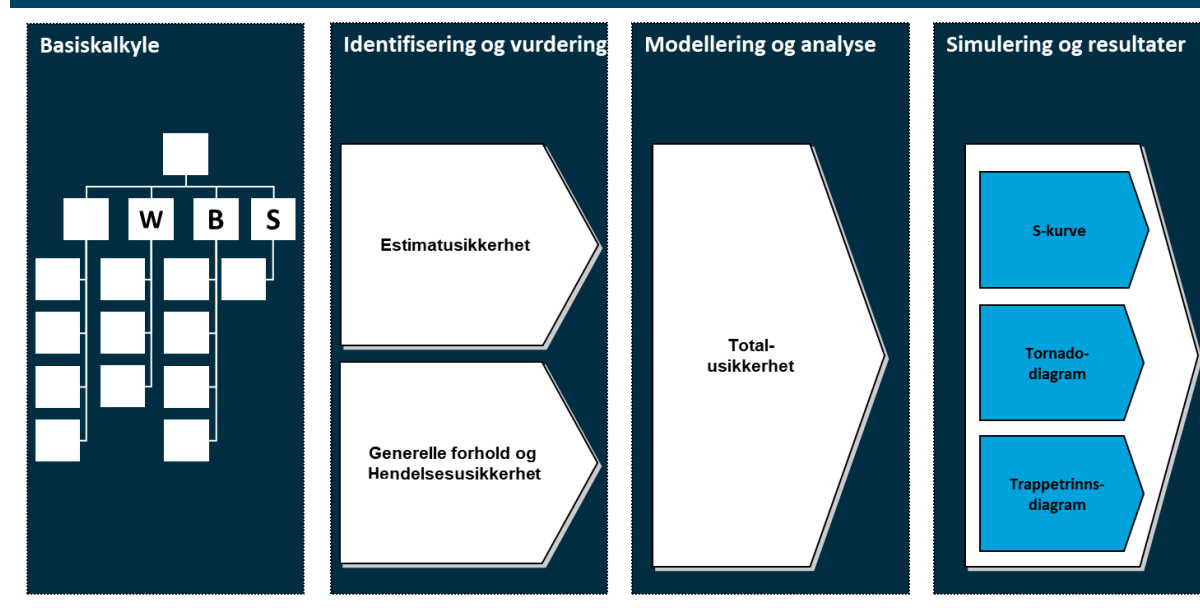 Basiskalkyle
W
B
S
Identifisering og vurdering
Estimatusikkerhet
Generelle forhold og
Hendelsesusikkerhet
Modellering og analyse
Total-
usikkerhet
Simulering og resultater
S-kurve
Tornado-
diagram
Trappetrinns-
diagram